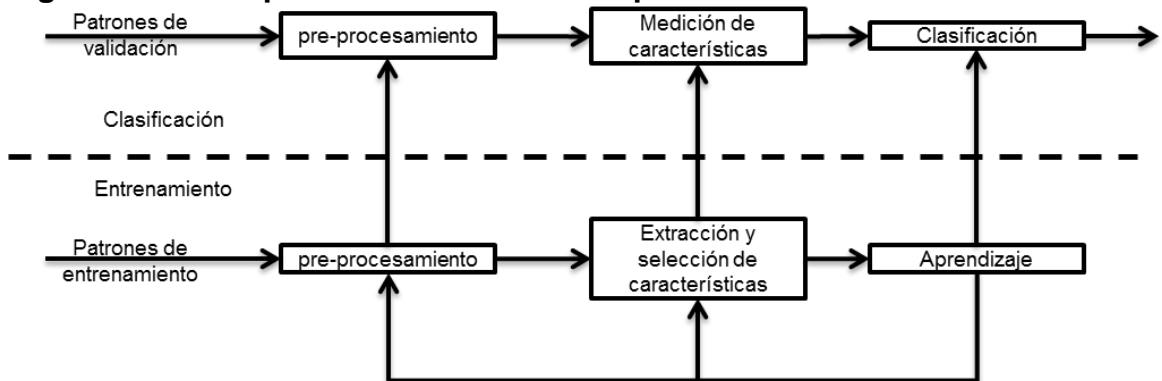 Patrones de
validación
pre-procesamiento
Medición de
características
Clasificación
Clasificación
Entrenamiento
Patrones de
entrenamiento
pre-procesamiento
Extracción y
selección de
características
Aprendizaje